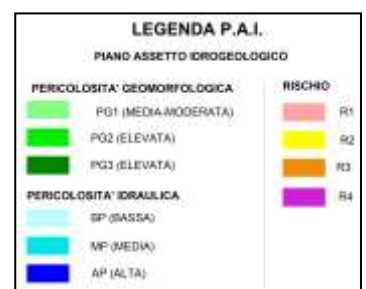 LEGENDA P.A.I.
PIANO ASSETTO IDROGEOLOGICO
PERICOLOSITA' GEOMORFOLOGICA
PG1 (MEDIA-MODERATA)
PG2 (ELEVATA)
PG3 (ELEVATA)
PERICOLOSITA' IDRAULICA
BP (BASSA)
MP (MEDIA)
AP (ALTA)
RISCHIO
R1
R2
R3
R4